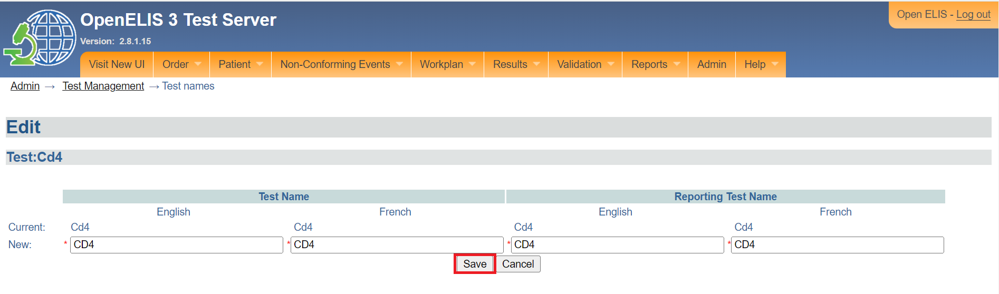 OpenELIS 3 Test Server
Open ELIS - Log out
Version: 2.8.1.15
Visit New UI Order Patient Non-Conforming Events Workplan Results Validation Reports Admin Help
Admin → Test Management → Test names
Edit
Test:Cd4
Test Name Reporting Test Name
English French English French
Current: Cd4 Cd4 Cd4 Cd4
New: * CD4 * CD4 * CD4 * CD4
Save Cancel